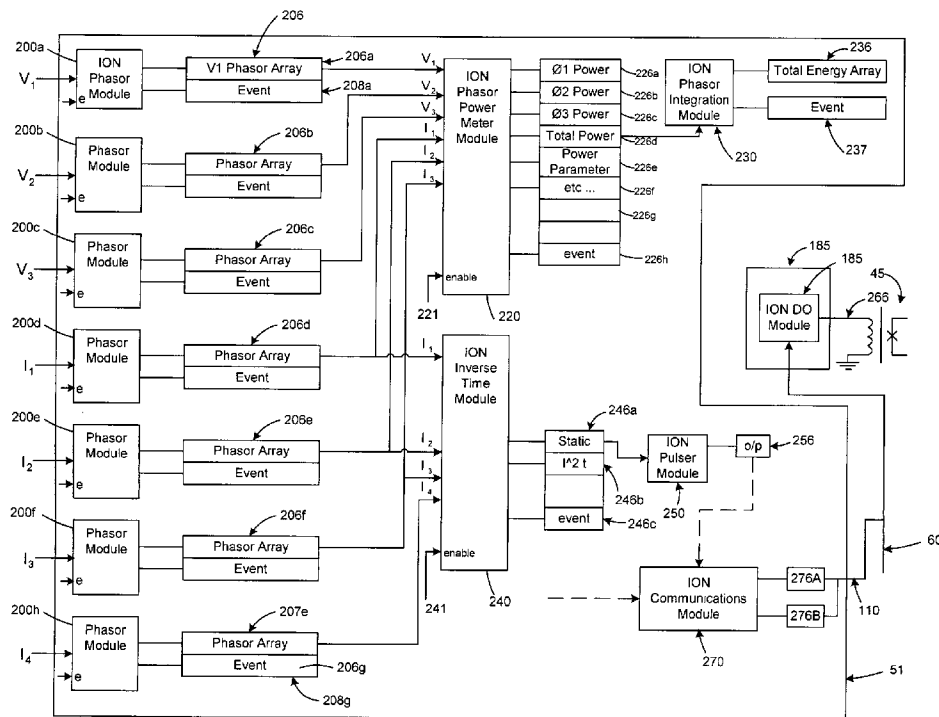 200a
V1
ION
Phasor
Module
e
206
V1 Phasor Array
Event
206a
208a
200b
V2
Phasor
Module
e
206b
Phasor Array
Event
200c
V3
Phasor
Module
e
206c
Phasor Array
Event
200d
I1
Phasor
Module
e
206d
Phasor Array
Event
200e
I2
Phasor
Module
e
206e
Phasor Array
Event
200f
I3
Phasor
Module
e
206f
Phasor Array
Event
200h
I4
Phasor
Module
e
207e
Phasor Array
Event
206g
208g
V1
V2
V3
I1
I2
I3
ION
Phasor
Power
Meter
Module
enable
221
220
Ø1 Power
Ø2 Power
Ø3 Power
Total Power
Power
Parameter
etc ...
event
226a
226b
226c
226d
226e
226f
226g
226h
ION
Phasor
Integration
Module
230
236
Total Energy Array
Event
237
I1
I2
I3
I4
ION
Inverse
Time
Module
enable
241
240
246a
Static
I^2 t
event
246b
246c
ION
Pulser
Module
250
o/p
256
ION
Communications
Module
270
276A
276B
110
51
60
185
185
ION DO
Module
266
45